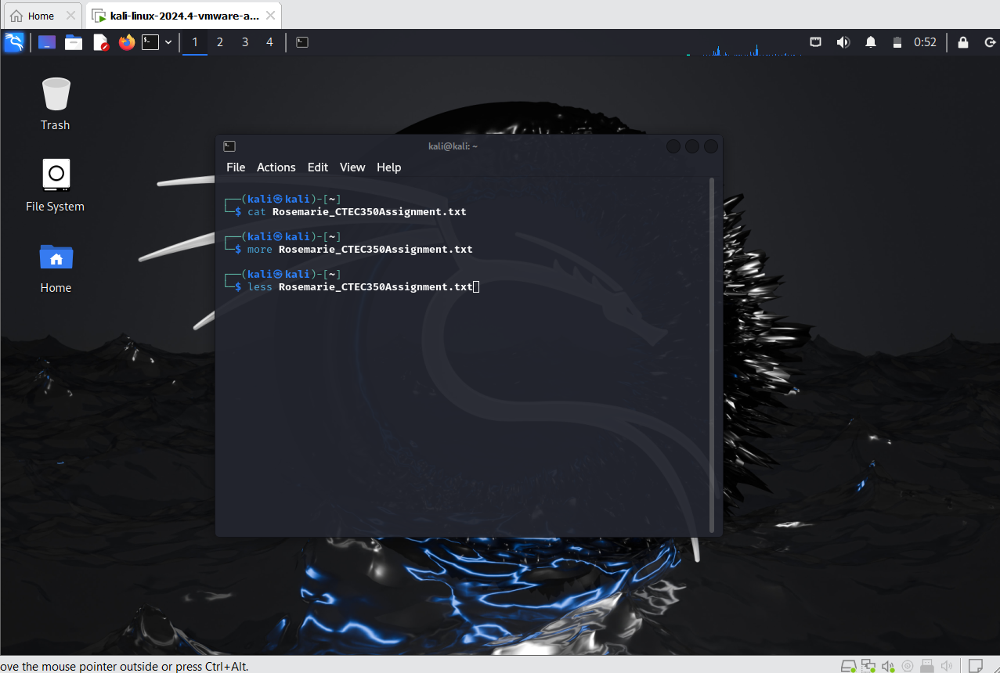 Home
kali-linux-2024.4-vmware-a...
1 2 3 4
0:52
Trash
File System
Home
kali@kali: ~
File Actions Edit View Help
┌──(kali㉿kali)-[~]
└─$ cat Rosemarie_CTEC350Assignment.txt
┌──(kali㉿kali)-[~]
└─$ more Rosemarie_CTEC350Assignment.txt
┌──(kali㉿kali)-[~]
└─$ less Rosemarie_CTEC350Assignment.txt
ove the mouse pointer outside or press Ctrl+Alt.